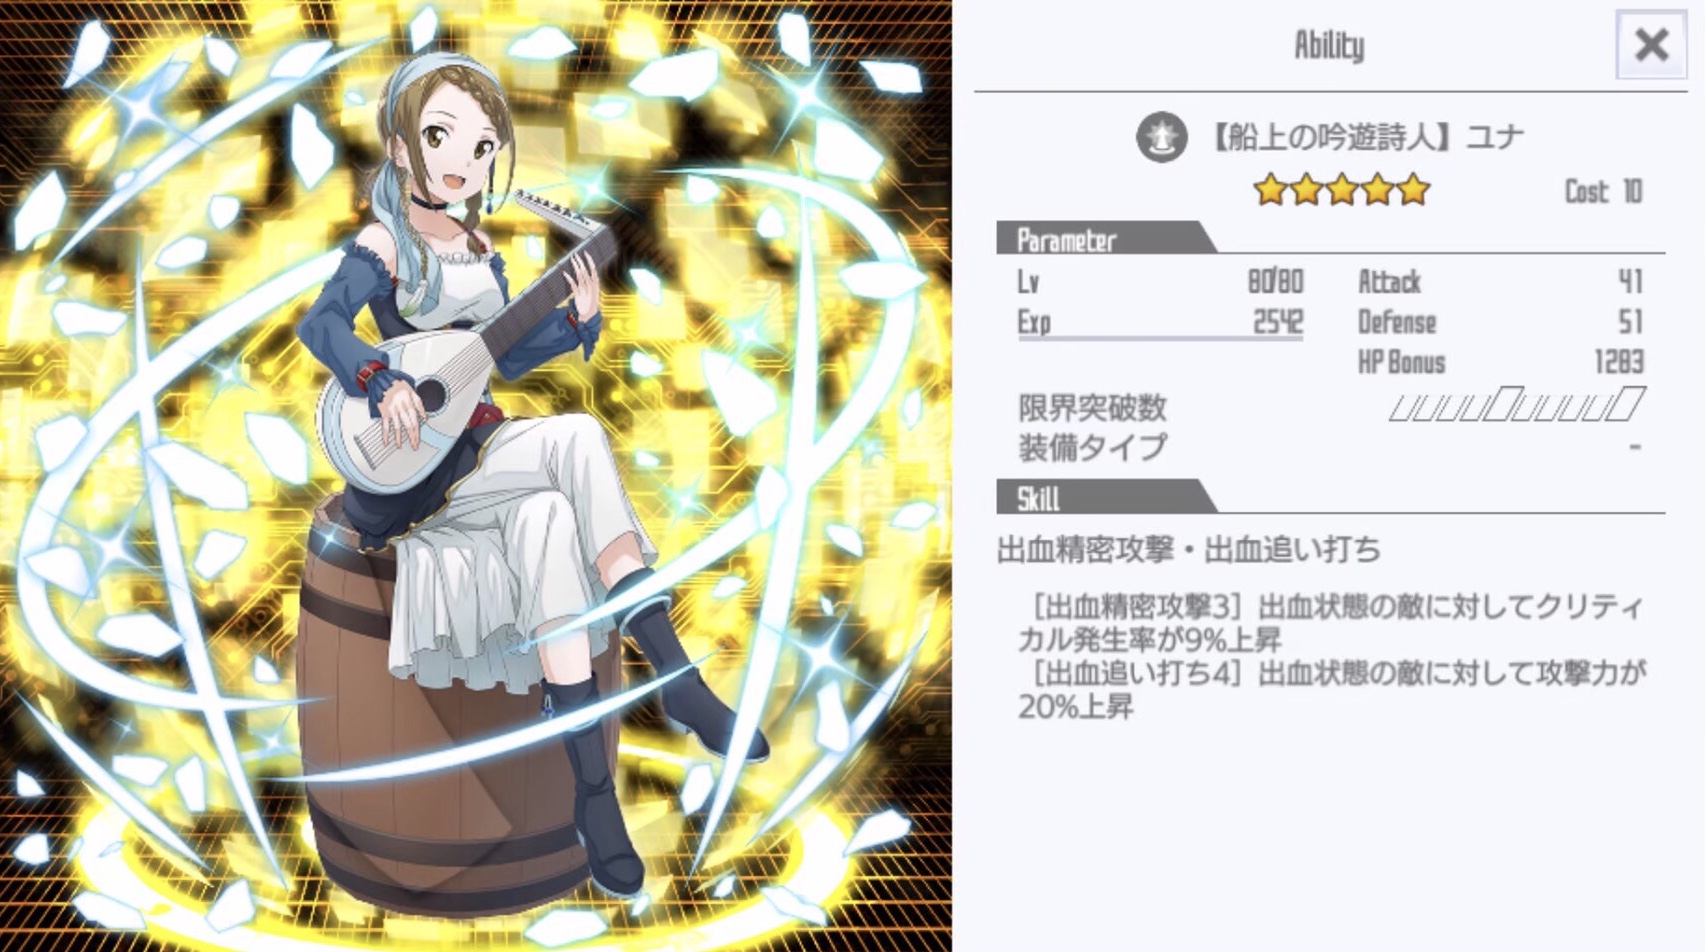 Ability
【船上の吟遊詩人】ユナ
Cost 10
Parameter
Lv 80/80 Attack 41
Exp 2542 Defense 51
HP Bonus 1283
限界突破数
装備タイプ -
Skill
出血精密攻撃・出血追い打ち
［出血精密攻撃3］出血状態の敵に対してクリティ
カル発生率が9%上昇
［出血追い打ち4］出血状態の敵に対して攻撃力が
20%上昇